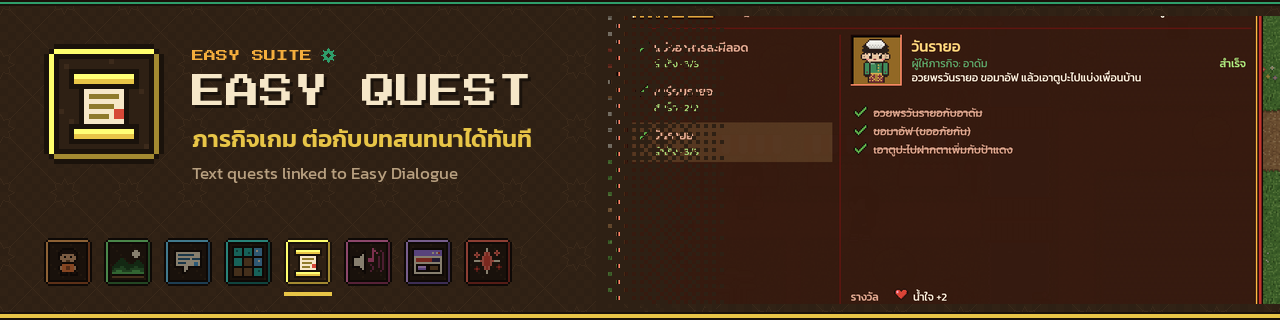 EASY SUITE
EASY QUEST
ภารกิจเกม ต่อกับบทสนทนาได้ทันที
Text quests linked to Easy Dialogue
วันรายอ
ผู้ให้ภารกิจ: อาดัม
สำเร็จ
อวยพรวันรายอ ขอมาอัฟ แล้วเอาตูปะไปแบ่งเพื่อนบ้าน
อวยพรวันรายอกับอาดัม
ขอมาอัฟ (ขออภัยกัน)
เอาตูปะไปฝากตาเพิ่มกับป้าแดง
รางวัล
น้ำใจ +2